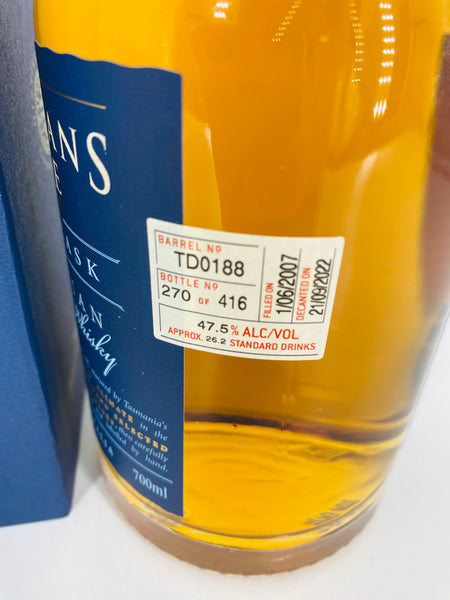 ANS
ASK
AN
Whisky
by Tasmania's
CLIMATE in the
SELECTED
then carefully
by hand.
700ml
BARREL Nº
TD0188
BOTTLE Nº
270 OF 416
FILLED ON
1/06/2007
DECANTED ON
21/09/2022
47.5% ALC/VOL
APPROX. 26.2 STANDARD DRINKS